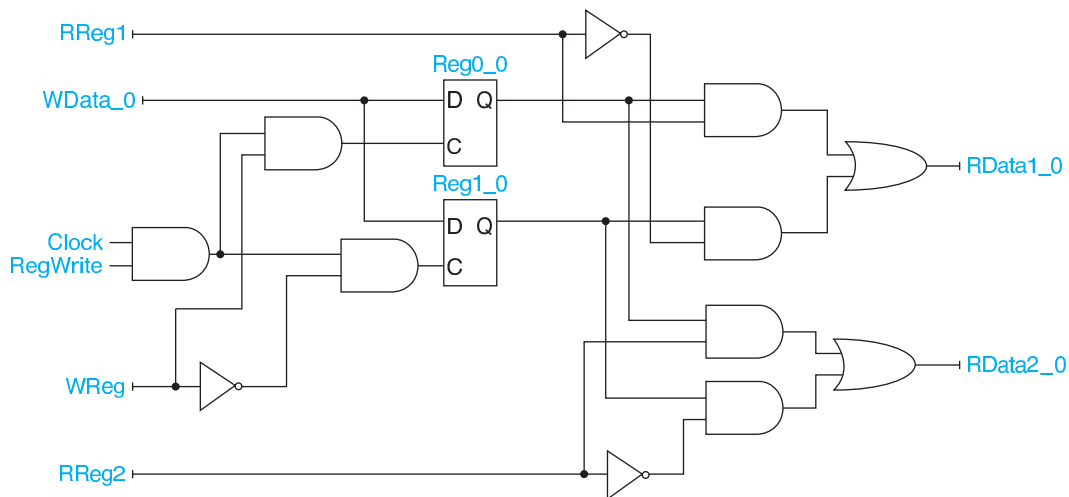 RReg1
Reg0_0
WData_0
D Q
C
RData1_0
Reg1_0
D Q
Clock
RegWrite
C
RData2_0
WReg
RReg2